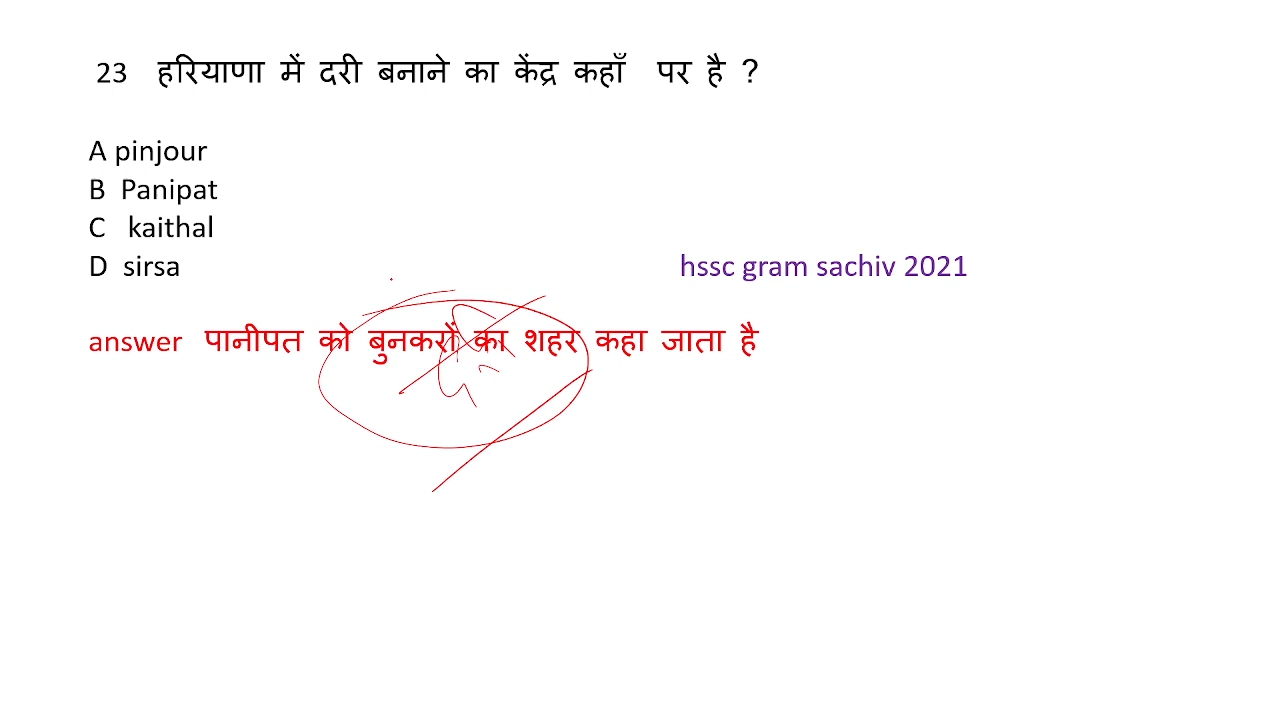 23 हरियाणा में दरी बनाने का केंद्र कहाँ पर है ?
A pinjour
B Panipat
C kaithal
D sirsa
hssc gram sachiv 2021
answer पानीपत को बुनकरों का शहर कहा जाता है